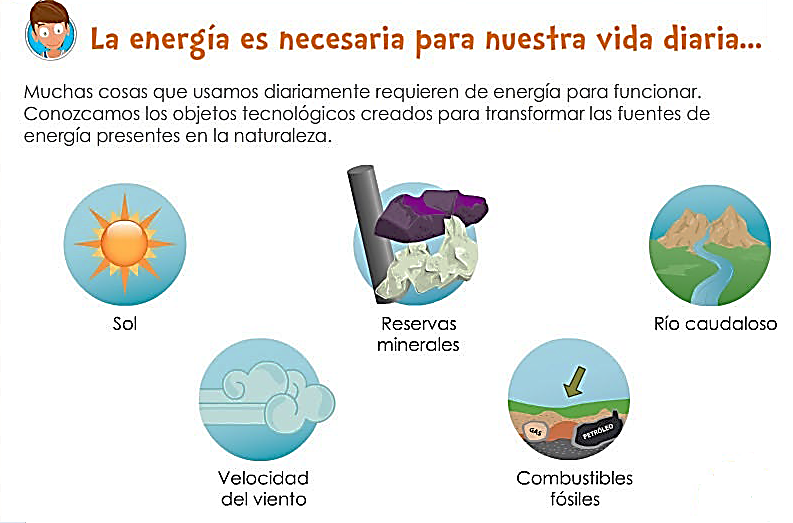 La energía es necesaria para nuestra vida diaria...
Muchas cosas que usamos diariamente requieren de energía para funcionar.
Conozcamos los objetos tecnológicos creados para transformar las fuentes de
energía presentes en la naturaleza.
Sol
Reservas
minerales
Río caudaloso
Velocidad
del viento
GAS
PETRÓLEO
Combustibles
fósiles